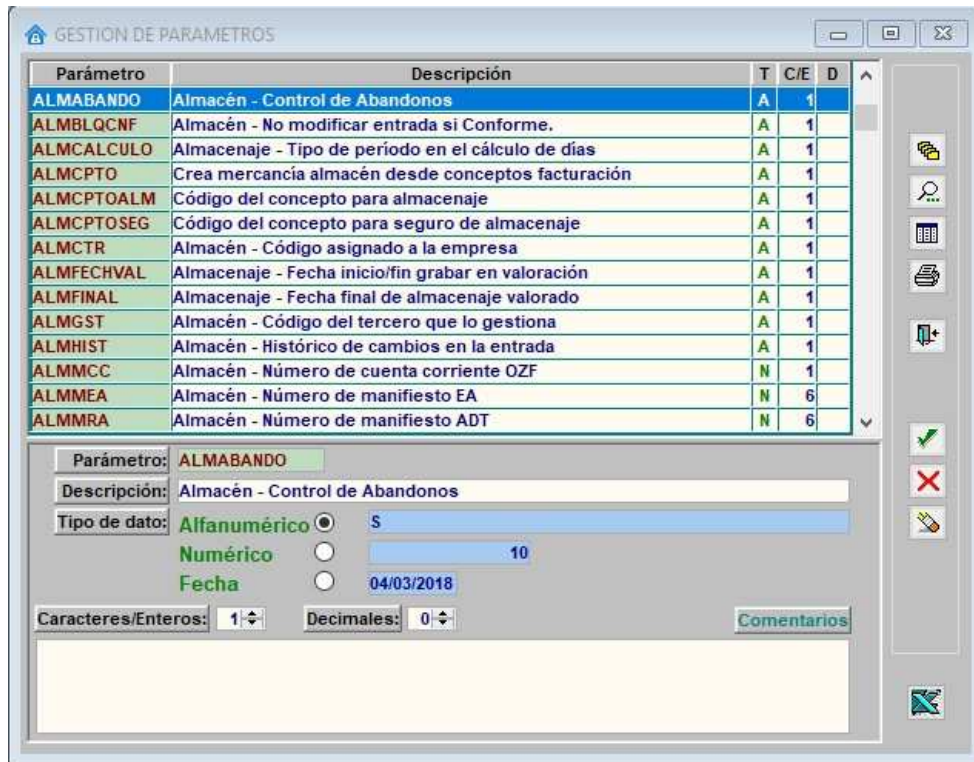 GESTION DE PARAMETROS
Parámetro Descripción T C/E D
ALMABANDO Almacén - Control de Abandonos A 1
ALMBLQCNF Almacén - No modificar entrada si Conforme. A 1
ALMCALCULO Almacenaje - Tipo de período en el cálculo de días A 1
ALMCPTO Crea mercancía almacén desde conceptos facturación A 1
ALMCPTOALM Código del concepto para almacenaje A 1
ALMCPTOSEG Código del concepto para seguro de almacenaje A 1
ALMCTR Almacén - Código asignado a la empresa A 1
ALMFECHVAL Almacenaje - Fecha inicio/fin grabar en valoración A 1
ALMFINAL Almacenaje - Fecha final de almacenaje valorado A 1
ALMGST Almacén - Código del tercero que lo gestiona A 1
ALMHIST Almacén - Histórico de cambios en la entrada A 1
ALMMCC Almacén - Número de cuenta corriente OZF N 1
ALMMEA Almacén - Número de manifiesto EA N 6
ALMMRA Almacén - Número de manifiesto ADT N 6
Parámetro: ALMABANDO
Descripción: Almacén - Control de Abandonos
Tipo de dato: Alfanumérico S
Numérico 10
Fecha 04/03/2018
Caracteres/Enteros: 1 Decimales: 0 Comentarios